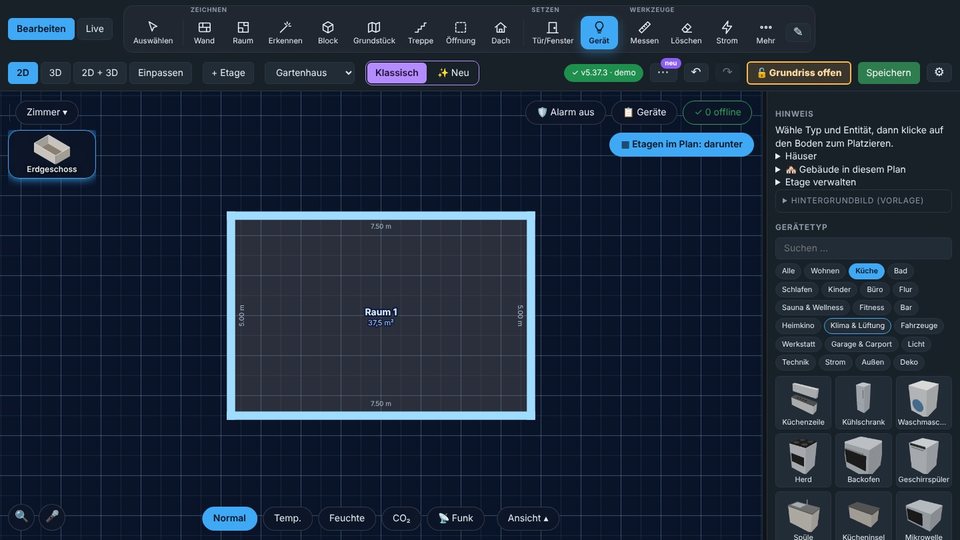 ZEICHNEN
SETZEN
WERKZEUGE
Bearbeiten
Live
Auswählen
Wand
Raum
Erkennen
Block
Grundstück
Treppe
Öffnung
Dach
Tür/Fenster
Gerät
Messen
Löschen
Strom
Mehr
2D
3D
2D + 3D
Einpassen
+ Etage
Gartenhaus
Klassisch
✨ Neu
✓ v5.37.3 · demo
neu
Grundriss offen
Speichern
Zimmer ▾
Alarm aus
Geräte
✓ 0 offline
Erdgeschoss
Etagen im Plan: darunter
7.50 m
5.00 m
Raum 1
37,5 m²
5.00 m
7.50 m
Normal
Temp.
Feuchte
CO₂
Funk
Ansicht ▴
HINWEIS
Wähle Typ und Entität, dann klicke auf
den Boden zum Platzieren.
▶ Häuser
▶ Gebäude in diesem Plan
▶ Etage verwalten
▶ HINTERGRUNDBILD (VORLAGE)
GERÄTETYP
Suchen …
Alle
Wohnen
Küche
Bad
Schlafen
Kinder
Büro
Flur
Sauna & Wellness
Fitness
Bar
Heimkino
Klima & Lüftung
Fahrzeuge
Werkstatt
Garage & Carport
Licht
Technik
Strom
Außen
Deko
Küchenzeile
Kühlschrank
Waschmasc…
Herd
Backofen
Geschirrspüler
Spüle
Kücheninsel
Mikrowelle